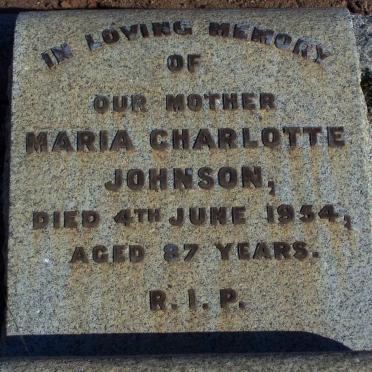 IN LOVING MEMORY
OF
OUR MOTHER
MARIA CHARLOTTE
JOHNSON,
DIED 4TH JUNE 1954,
AGED 87 YEARS.
R.I.P.